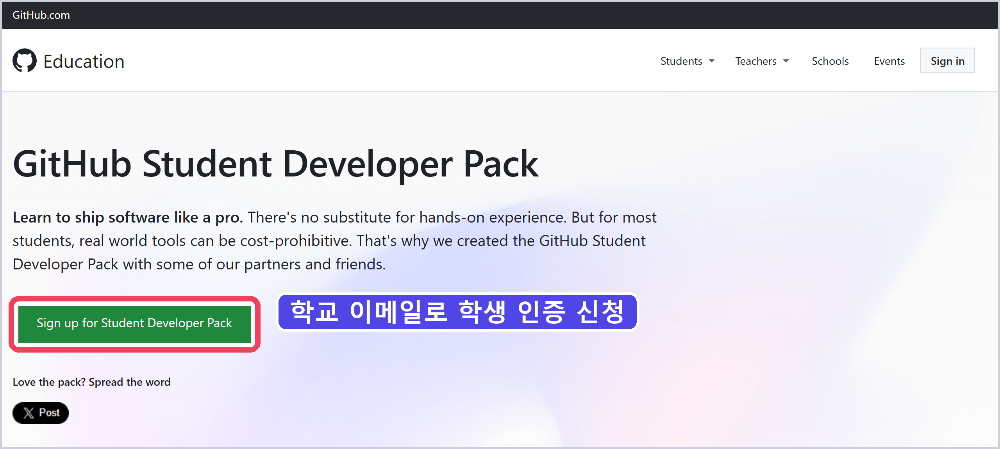 GitHub.com
Education
Students
Teachers
Schools
Events
Sign in
GitHub Student Developer Pack
Learn to ship software like a pro. There's no substitute for hands-on experience. But for most
students, real world tools can be cost-prohibitive. That's why we created the GitHub Student
Developer Pack with some of our partners and friends.
Sign up for Student Developer Pack
학교 이메일로 학생 인증 신청
Love the pack? Spread the word
X Post